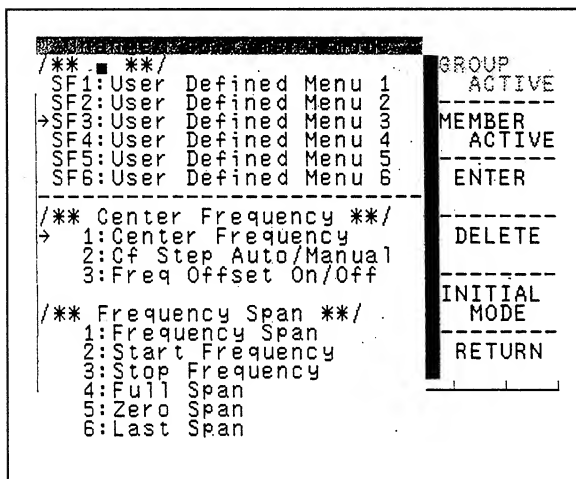 /** ■ **/
SF1:User Defined Menu 1
SF2:User Defined Menu 2
→SF3:User Defined Menu 3
SF4:User Defined Menu 4
SF5:User Defined Menu 5
SF6:User Defined Menu 6
/** Center Frequency **/
→ 1:Center Frequency
2:Cf Step Auto/Manual
3:Freq Offset On/Off
/** Frequency Span **/
1:Frequency Span
2:Start Frequency
3:Stop Frequency
4:Full Span
5:Zero Span
6:Last Span
GROUP
ACTIVE
MEMBER
ACTIVE
ENTER
DELETE
INITIAL
MODE
RETURN